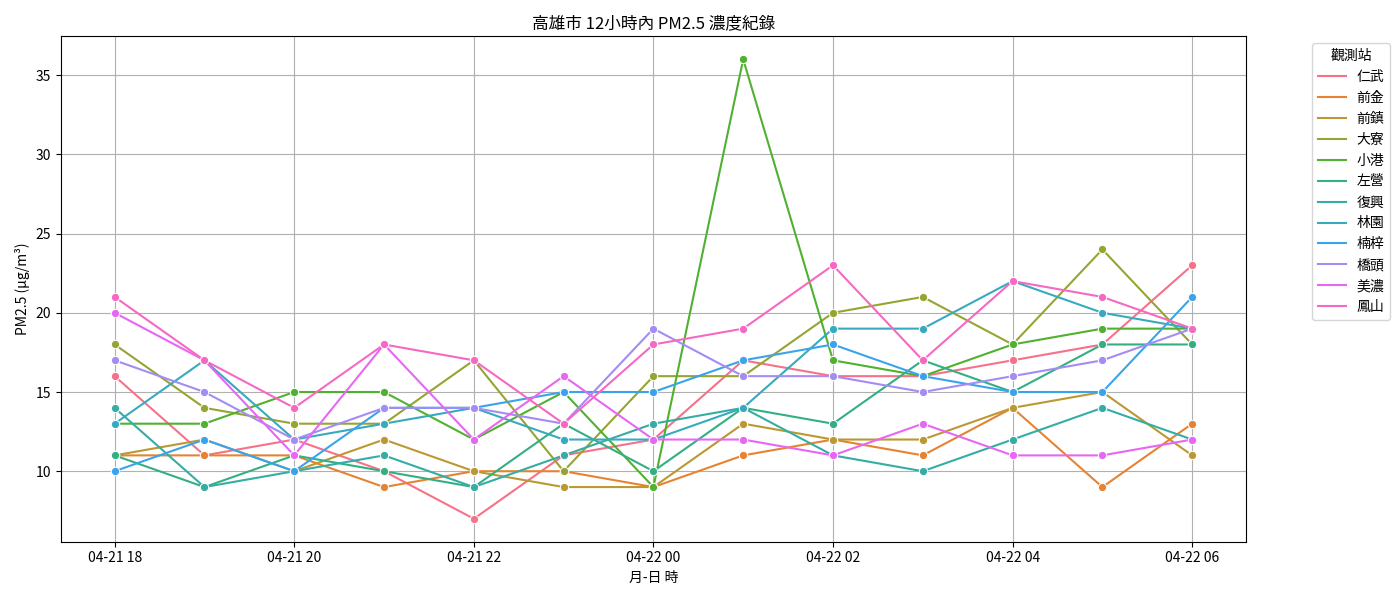 高雄市 12小時內 PM2.5 濃度紀錄
PM2.5 (μg/m³)
35
30
25
20
15
10
04-21 18
04-21 20
04-21 22
04-22 00
04-22 02
04-22 04
04-22 06
月-日 時
觀測站
仁武
前金
前鎮
大寮
小港
左營
復興
林園
楠梓
橋頭
美濃
鳳山